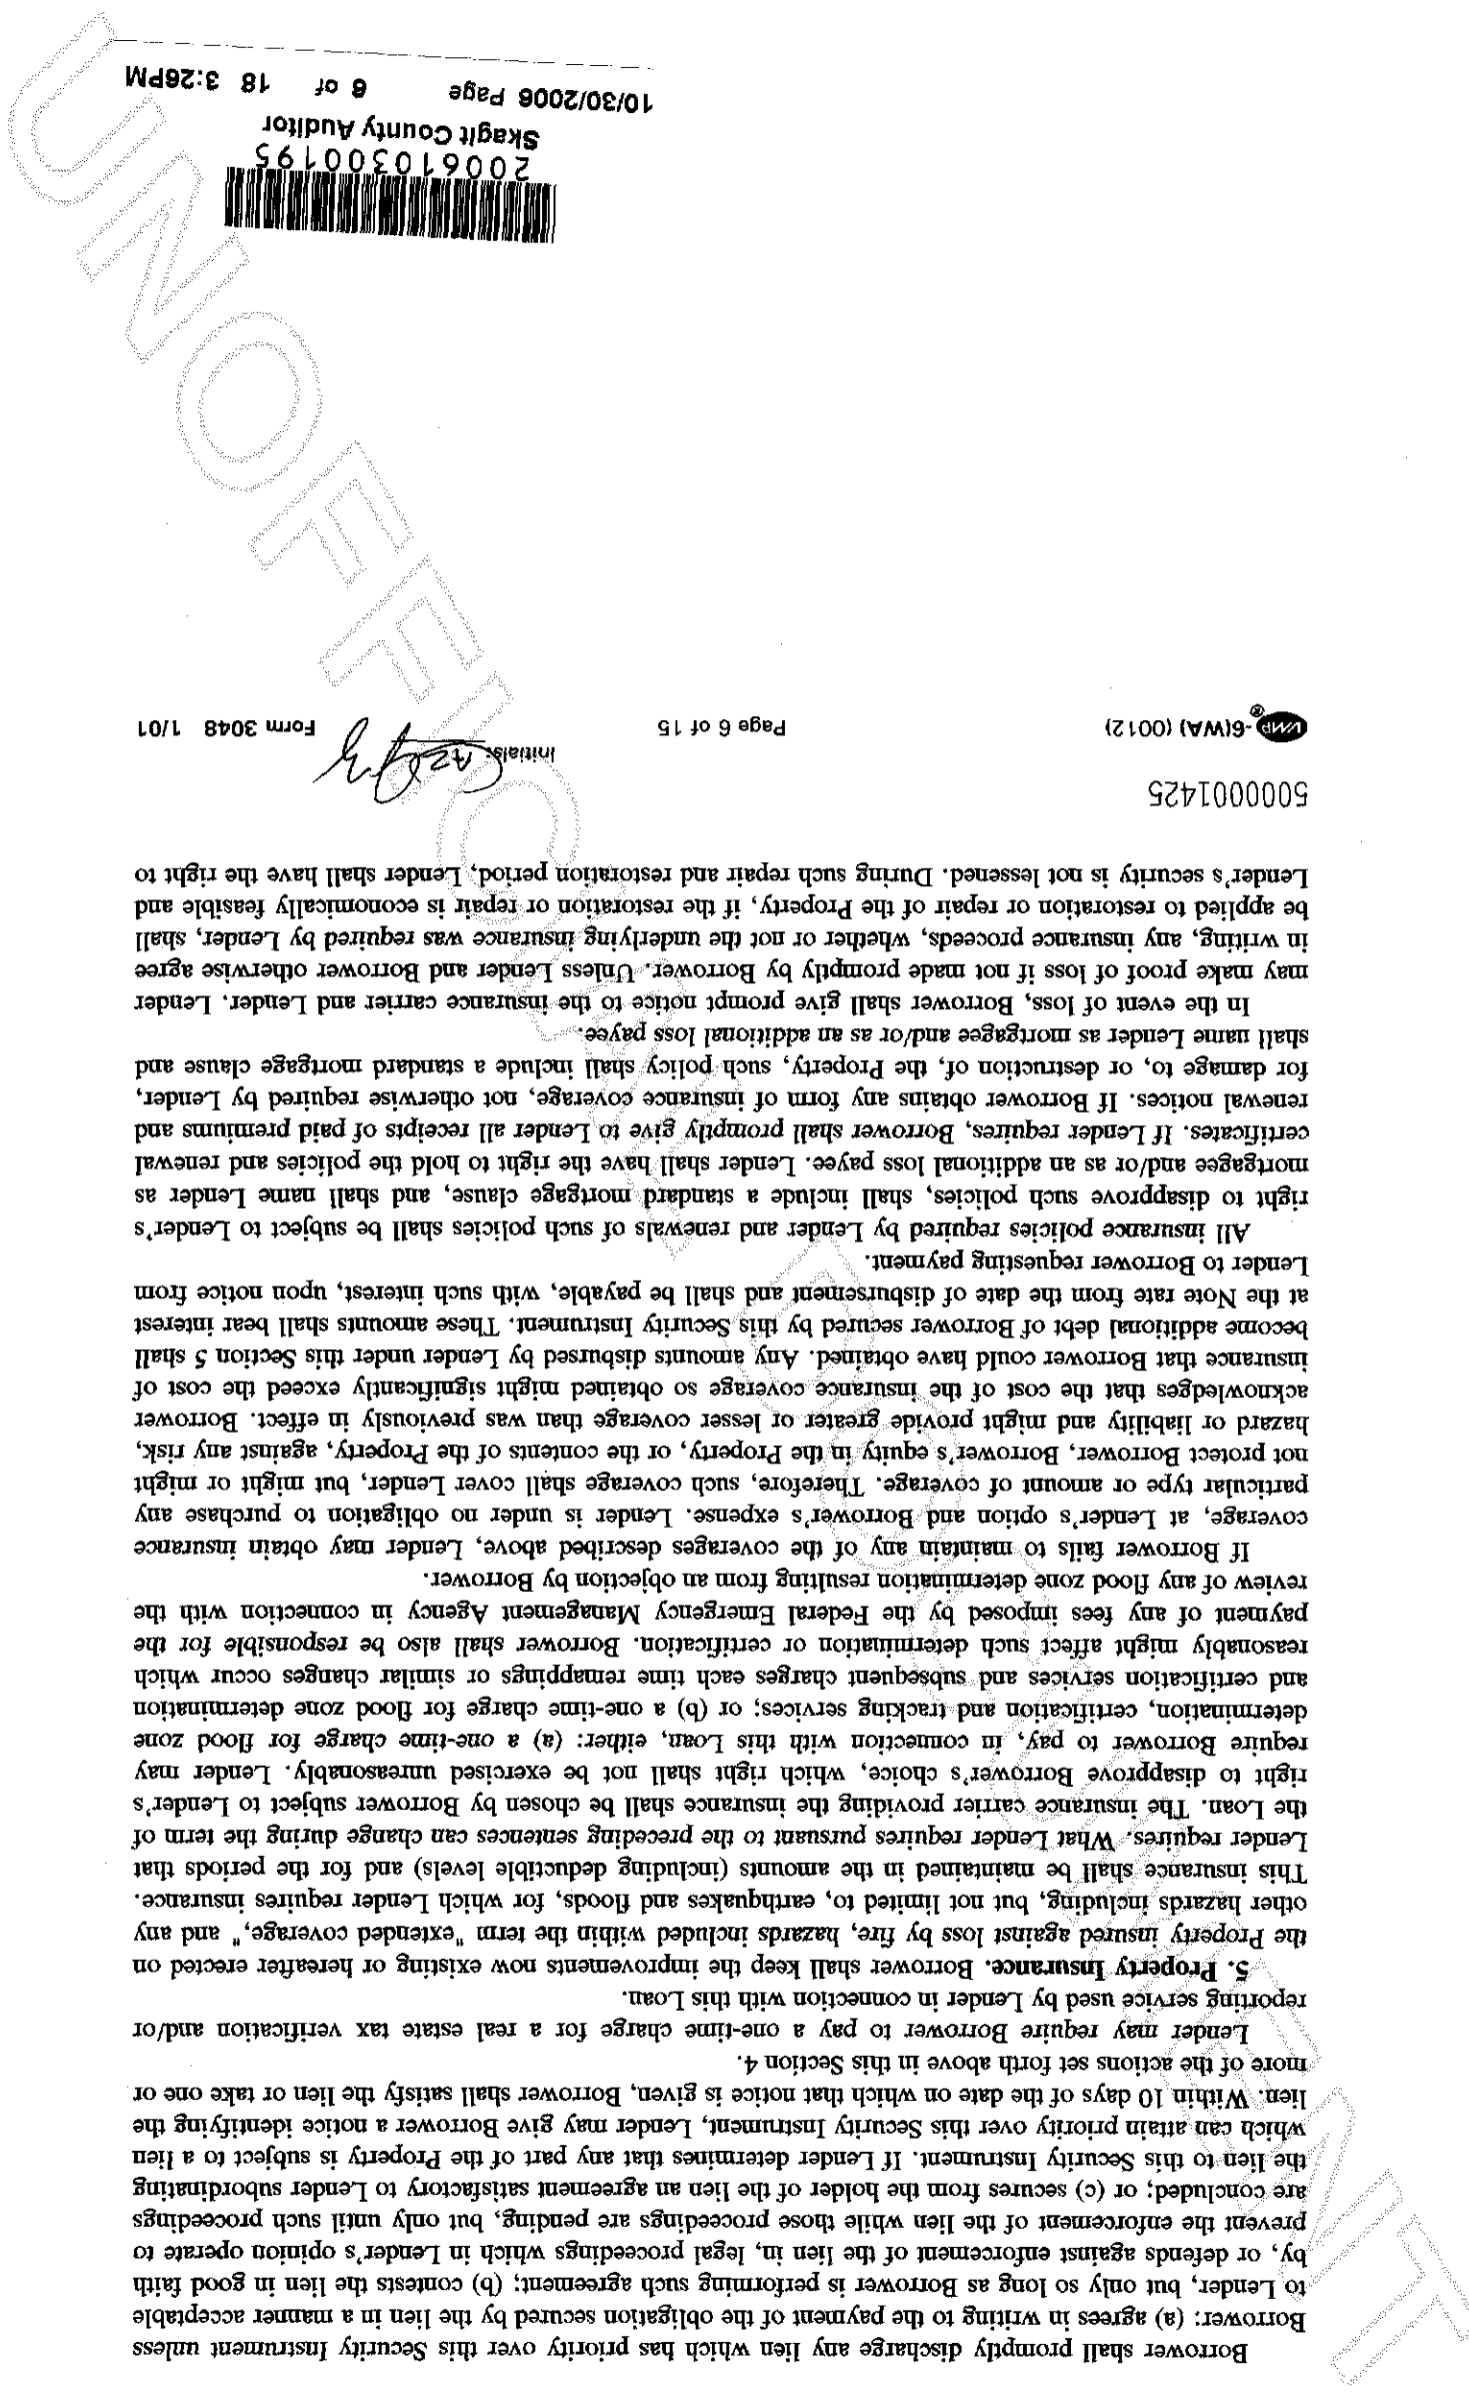 Borrower shall promptly discharge any lien which has priority over this Security Instrument unless
Borrower: (a) agrees in writing to the payment of the obligation secured by the lien in a manner acceptable
to Lender, but only so long as Borrower is performing such agreement; (b) contests the lien in good faith
by, or defends against enforcement of the lien in, legal proceedings which in Lender's opinion operate to
prevent the enforcement of the lien while those proceedings are pending, but only until such proceedings
are concluded; or (c) secures from the holder of the lien an agreement satisfactory to Lender subordinating
the lien to this Security Instrument. If Lender determines that any part of the Property is subject to a lien
which can attain priority over this Security Instrument, Lender may give Borrower a notice identifying the
lien. Within 10 days of the date on which that notice is given, Borrower shall satisfy the lien or take one or
more of the actions set forth above in this Section 4.
Lender may require Borrower to pay a one-time charge for a real estate tax verification and/or
reporting service used by Lender in connection with this Loan.
5. Property Insurance. Borrower shall keep the improvements now existing or hereafter erected on
the Property insured against loss by fire, hazards included within the term "extended coverage," and any
other hazards including, but not limited to, earthquakes and floods, for which Lender requires insurance.
This insurance shall be maintained in the amounts (including deductible levels) and for the periods that
Lender requires. What Lender requires pursuant to the preceding sentences can change during the term of
the Loan. The insurance carrier providing the insurance shall be chosen by Borrower subject to Lender's
right to disapprove Borrower's choice, which right shall not be exercised unreasonably. Lender may
require Borrower to pay, in connection with this Loan, either: (a) a one-time charge for flood zone
determination, certification and tracking services; or (b) a one-time charge for flood zone determination
and certification services and subsequent charges each time remappings or similar changes occur which
reasonably might affect such determination or certification. Borrower shall also be responsible for the
payment of any fees imposed by the Federal Emergency Management Agency in connection with the
review of any flood zone determination resulting from an objection by Borrower.
If Borrower fails to maintain any of the coverages described above, Lender may obtain insurance
coverage, at Lender's option and Borrower's expense. Lender is under no obligation to purchase any
particular type or amount of coverage. Therefore, such coverage shall cover Lender, but might or might
not protect Borrower, Borrower's equity in the Property, or the contents of the Property, against any risk,
hazard or liability and might provide greater or lesser coverage than was previously in effect. Borrower
acknowledges that the cost of the insurance coverage so obtained might significantly exceed the cost of
insurance that Borrower could have obtained. Any amounts disbursed by Lender under this Section 5 shall
become additional debt of Borrower secured by this Security Instrument. These amounts shall bear interest
at the Note rate from the date of disbursement and shall be payable, with such interest, upon notice from
Lender to Borrower requesting payment.
All insurance policies required by Lender and renewals of such policies shall be subject to Lender's
right to disapprove such policies, shall include a standard mortgage clause, and shall name Lender as
mortgagee and/or as an additional loss payee. Lender shall have the right to hold the policies and renewal
certificates. If Lender requires, Borrower shall promptly give to Lender all receipts of paid premiums and
renewal notices. If Borrower obtains any form of insurance coverage, not otherwise required by Lender,
for damage to, or destruction of, the Property, such policy shall include a standard mortgage clause and
shall name Lender as mortgagee and/or as an additional loss payee.
In the event of loss, Borrower shall give prompt notice to the insurance carrier and Lender. Lender
may make proof of loss if not made promptly by Borrower. Unless Lender and Borrower otherwise agree
in writing, any insurance proceeds, whether or not the underlying insurance was required by Lender, shall
be applied to restoration or repair of the Property, if the restoration or repair is economically feasible and
Lender's security is not lessened. During such repair and restoration period, Lender shall have the right to
5000001425
Initials:
VMP®-6(WA) (0012) Page 6 of 15 Form 3048 1/01
200610300195
Skagit County Auditor
10/30/2006 Page 6 of 18 3:26PM
UNOFFICIAL DOCUMENT